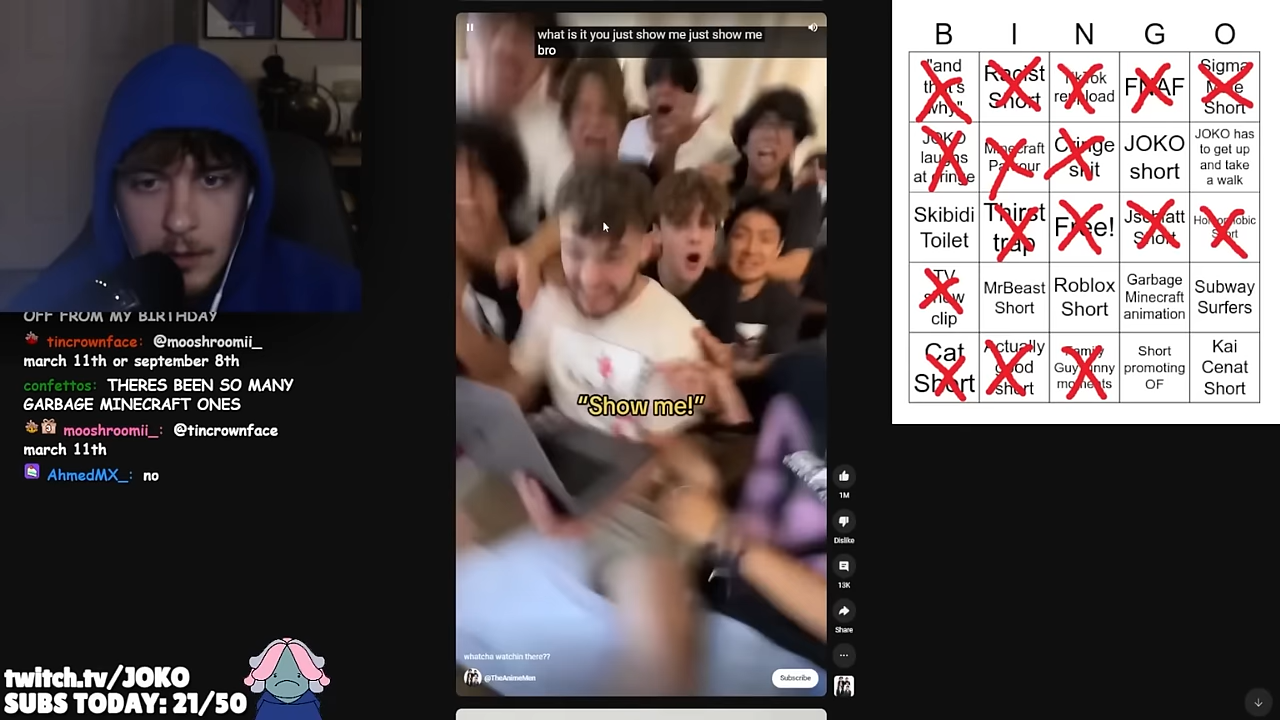 OFF FROM MY BIRTHDAY
tincrownface: @mooshroomii_
march 11th or september 8th
confettos: THERES BEEN SO MANY
GARBAGE MINECRAFT ONES
mooshroomii_: @tincrownface
march 11th
AhmedMX_: no
twitch.tv/JOKO
SUBS TODAY: 21/50
what is it you just show me just show me
bro
"Show me!"
whatcha watchin there??
@TheAnimeMen
Subscribe
1M
Dislike
13K
Share
B I N G O
"and
that's
why"
Racist
Short
reupload
FNAF
Sigma
Male
Short
JOKO
laughs
at cringe
Minecraft
Parkour
Cringe
skit
JOKO
short
JOKO has
to get up
and take
a walk
Skibidi
Toilet
Thirst
trap
Free!
Jschlatt
Short
Homophobic
Short
TV
show
clip
MrBeast
Short
Roblox
Short
Garbage
Minecraft
animation
Subway
Surfers
Cat
Short
Actually
good
short
Family
Guy funny
moments
Short
promoting
OF
Kai
Cenat
Short